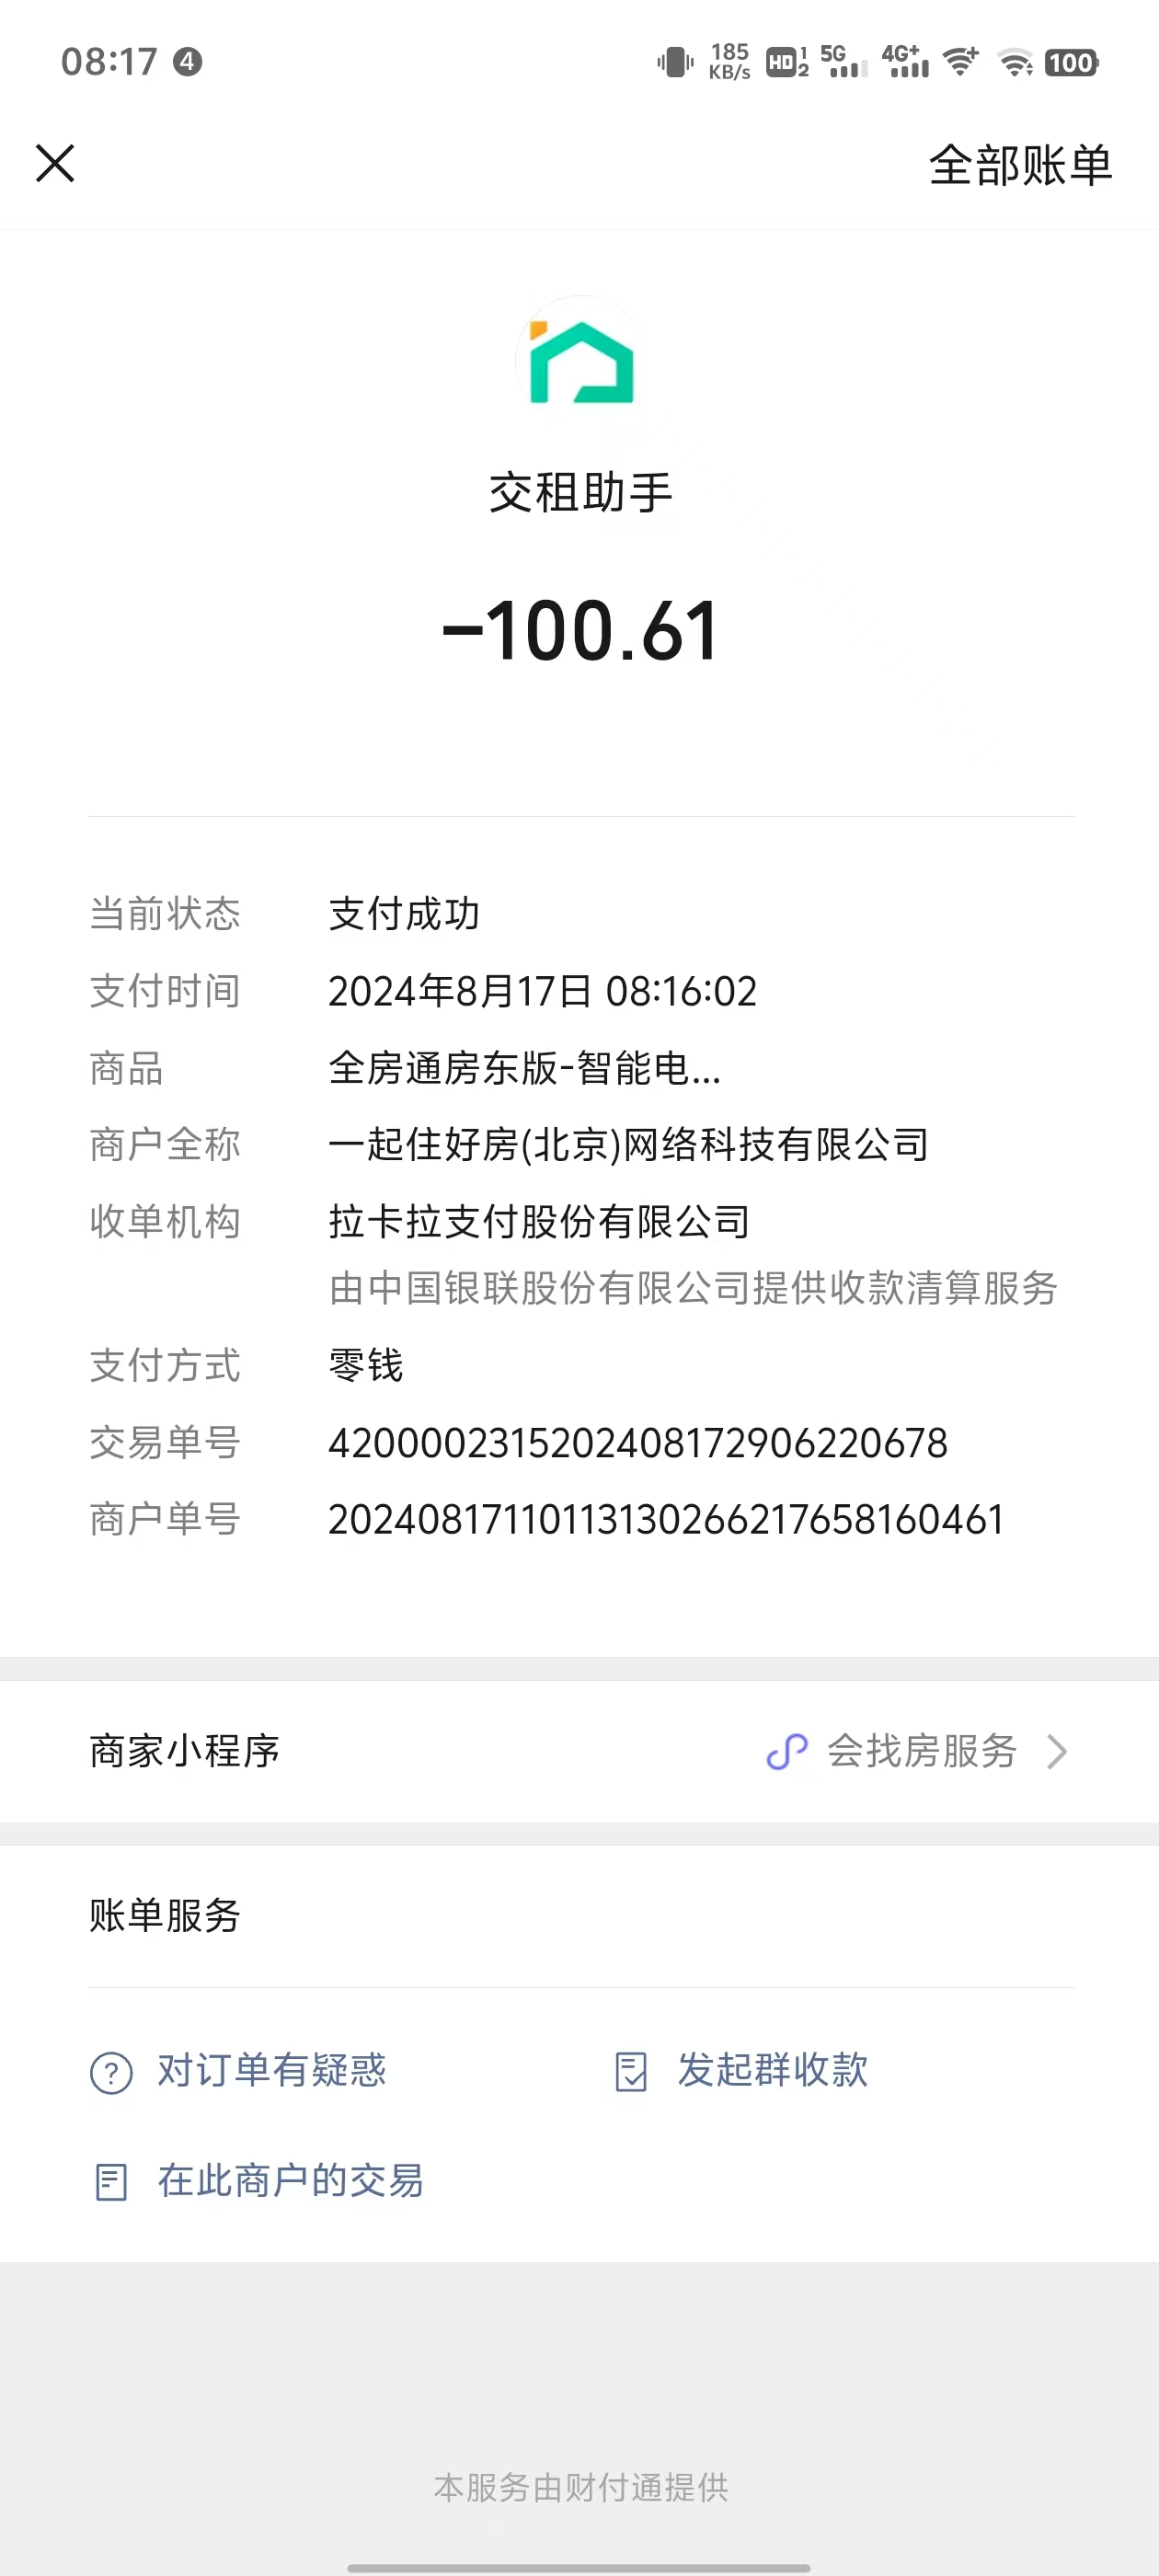 08:17 4 185 KB/s HD 1 2 5G 4G+ 100
全部账单
交租助手
-100.61
当前状态 支付成功
支付时间 2024年8月17日 08:16:02
商品 全房通房东版-智能电...
商户全称 一起住好房(北京)网络科技有限公司
收单机构 拉卡拉支付股份有限公司
由中国银联股份有限公司提供收款清算服务
支付方式 零钱
交易单号 4200002315202408172906220678
商户单号 20240817110113130266217658160461
商家小程序 会找房服务
账单服务
对订单有疑惑 发起群收款
在此商户的交易
本服务由财付通提供